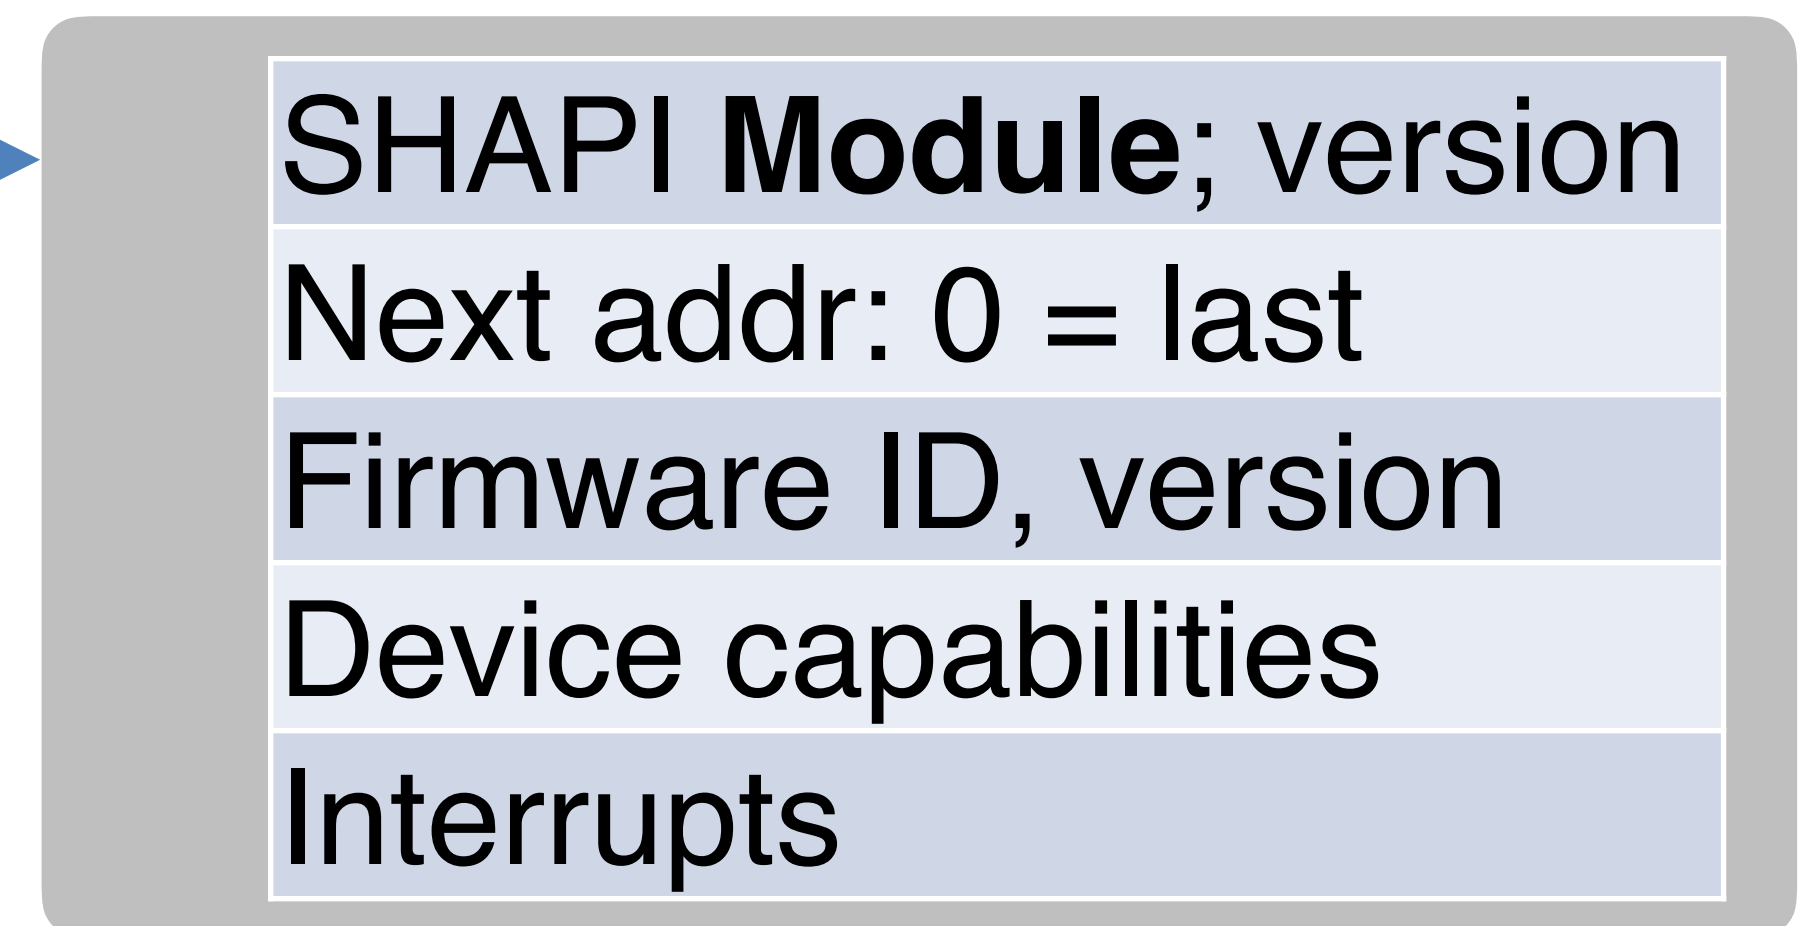 SHAPI Module; version
Next addr: 0 = last
Firmware ID, version
Device capabilities
Interrupts